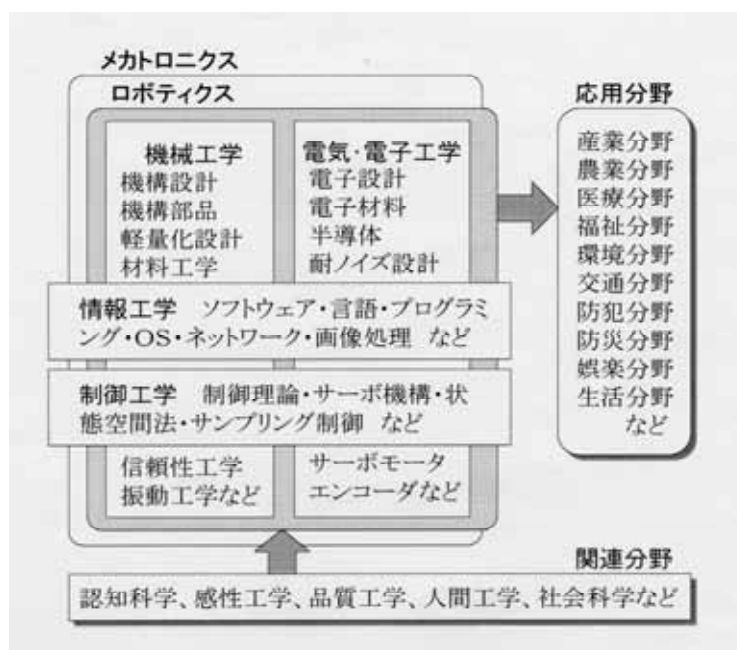 メカトロニクス
ロボティクス
機械工学
機構設計
機構部品
軽量化設計
材料工学
電気・電子工学
電子設計
電子材料
半導体
耐ノイズ設計
情報工学 ソフトウェア・言語・プログラミ
ング・OS・ネットワーク・画像処理 など
制御工学 制御理論・サーボ機構・状
態空間法・サンプリング制御 など
信頼性工学
振動工学など
サーボモータ
エンコーダなど
応用分野
産業分野
農業分野
医療分野
福祉分野
環境分野
交通分野
防犯分野
防災分野
娯楽分野
生活分野
など
関連分野
認知科学、感性工学、品質工学、人間工学、社会科学など